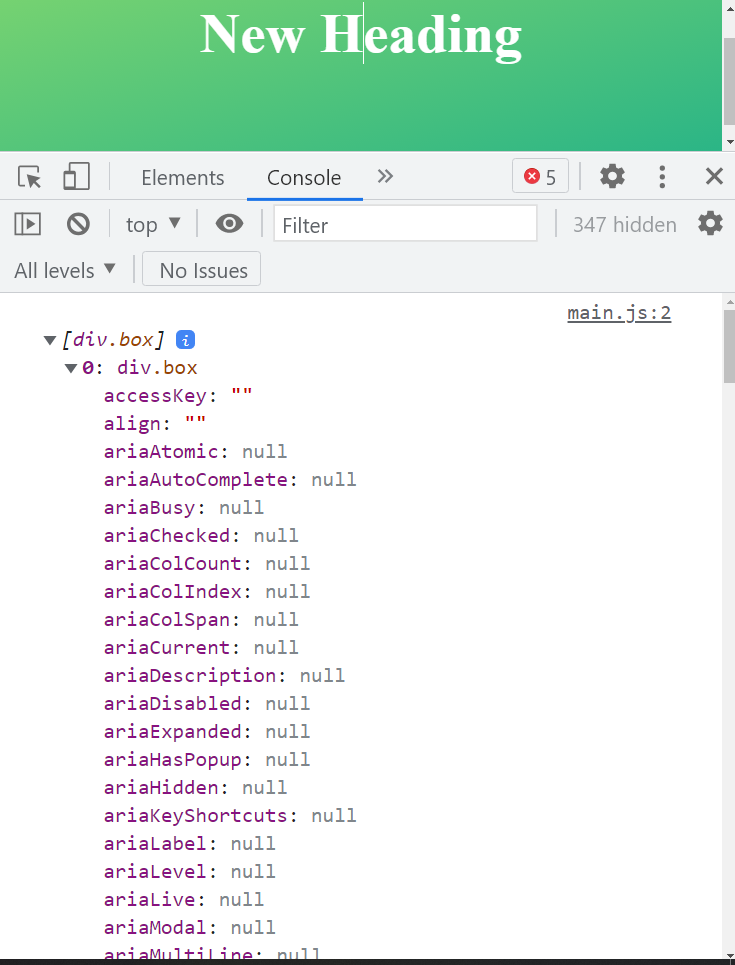 New Heading
Elements Console 5
top Filter 347 hidden
All levels No Issues
main.js:2
[div.box] i
0: div.box
accessKey: ""
align: ""
ariaAtomic: null
ariaAutoComplete: null
ariaBusy: null
ariaChecked: null
ariaColCount: null
ariaColIndex: null
ariaColSpan: null
ariaCurrent: null
ariaDescription: null
ariaDisabled: null
ariaExpanded: null
ariaHasPopup: null
ariaHidden: null
ariaKeyShortcuts: null
ariaLabel: null
ariaLevel: null
ariaLive: null
ariaModal: null
ariaMultiLine: null